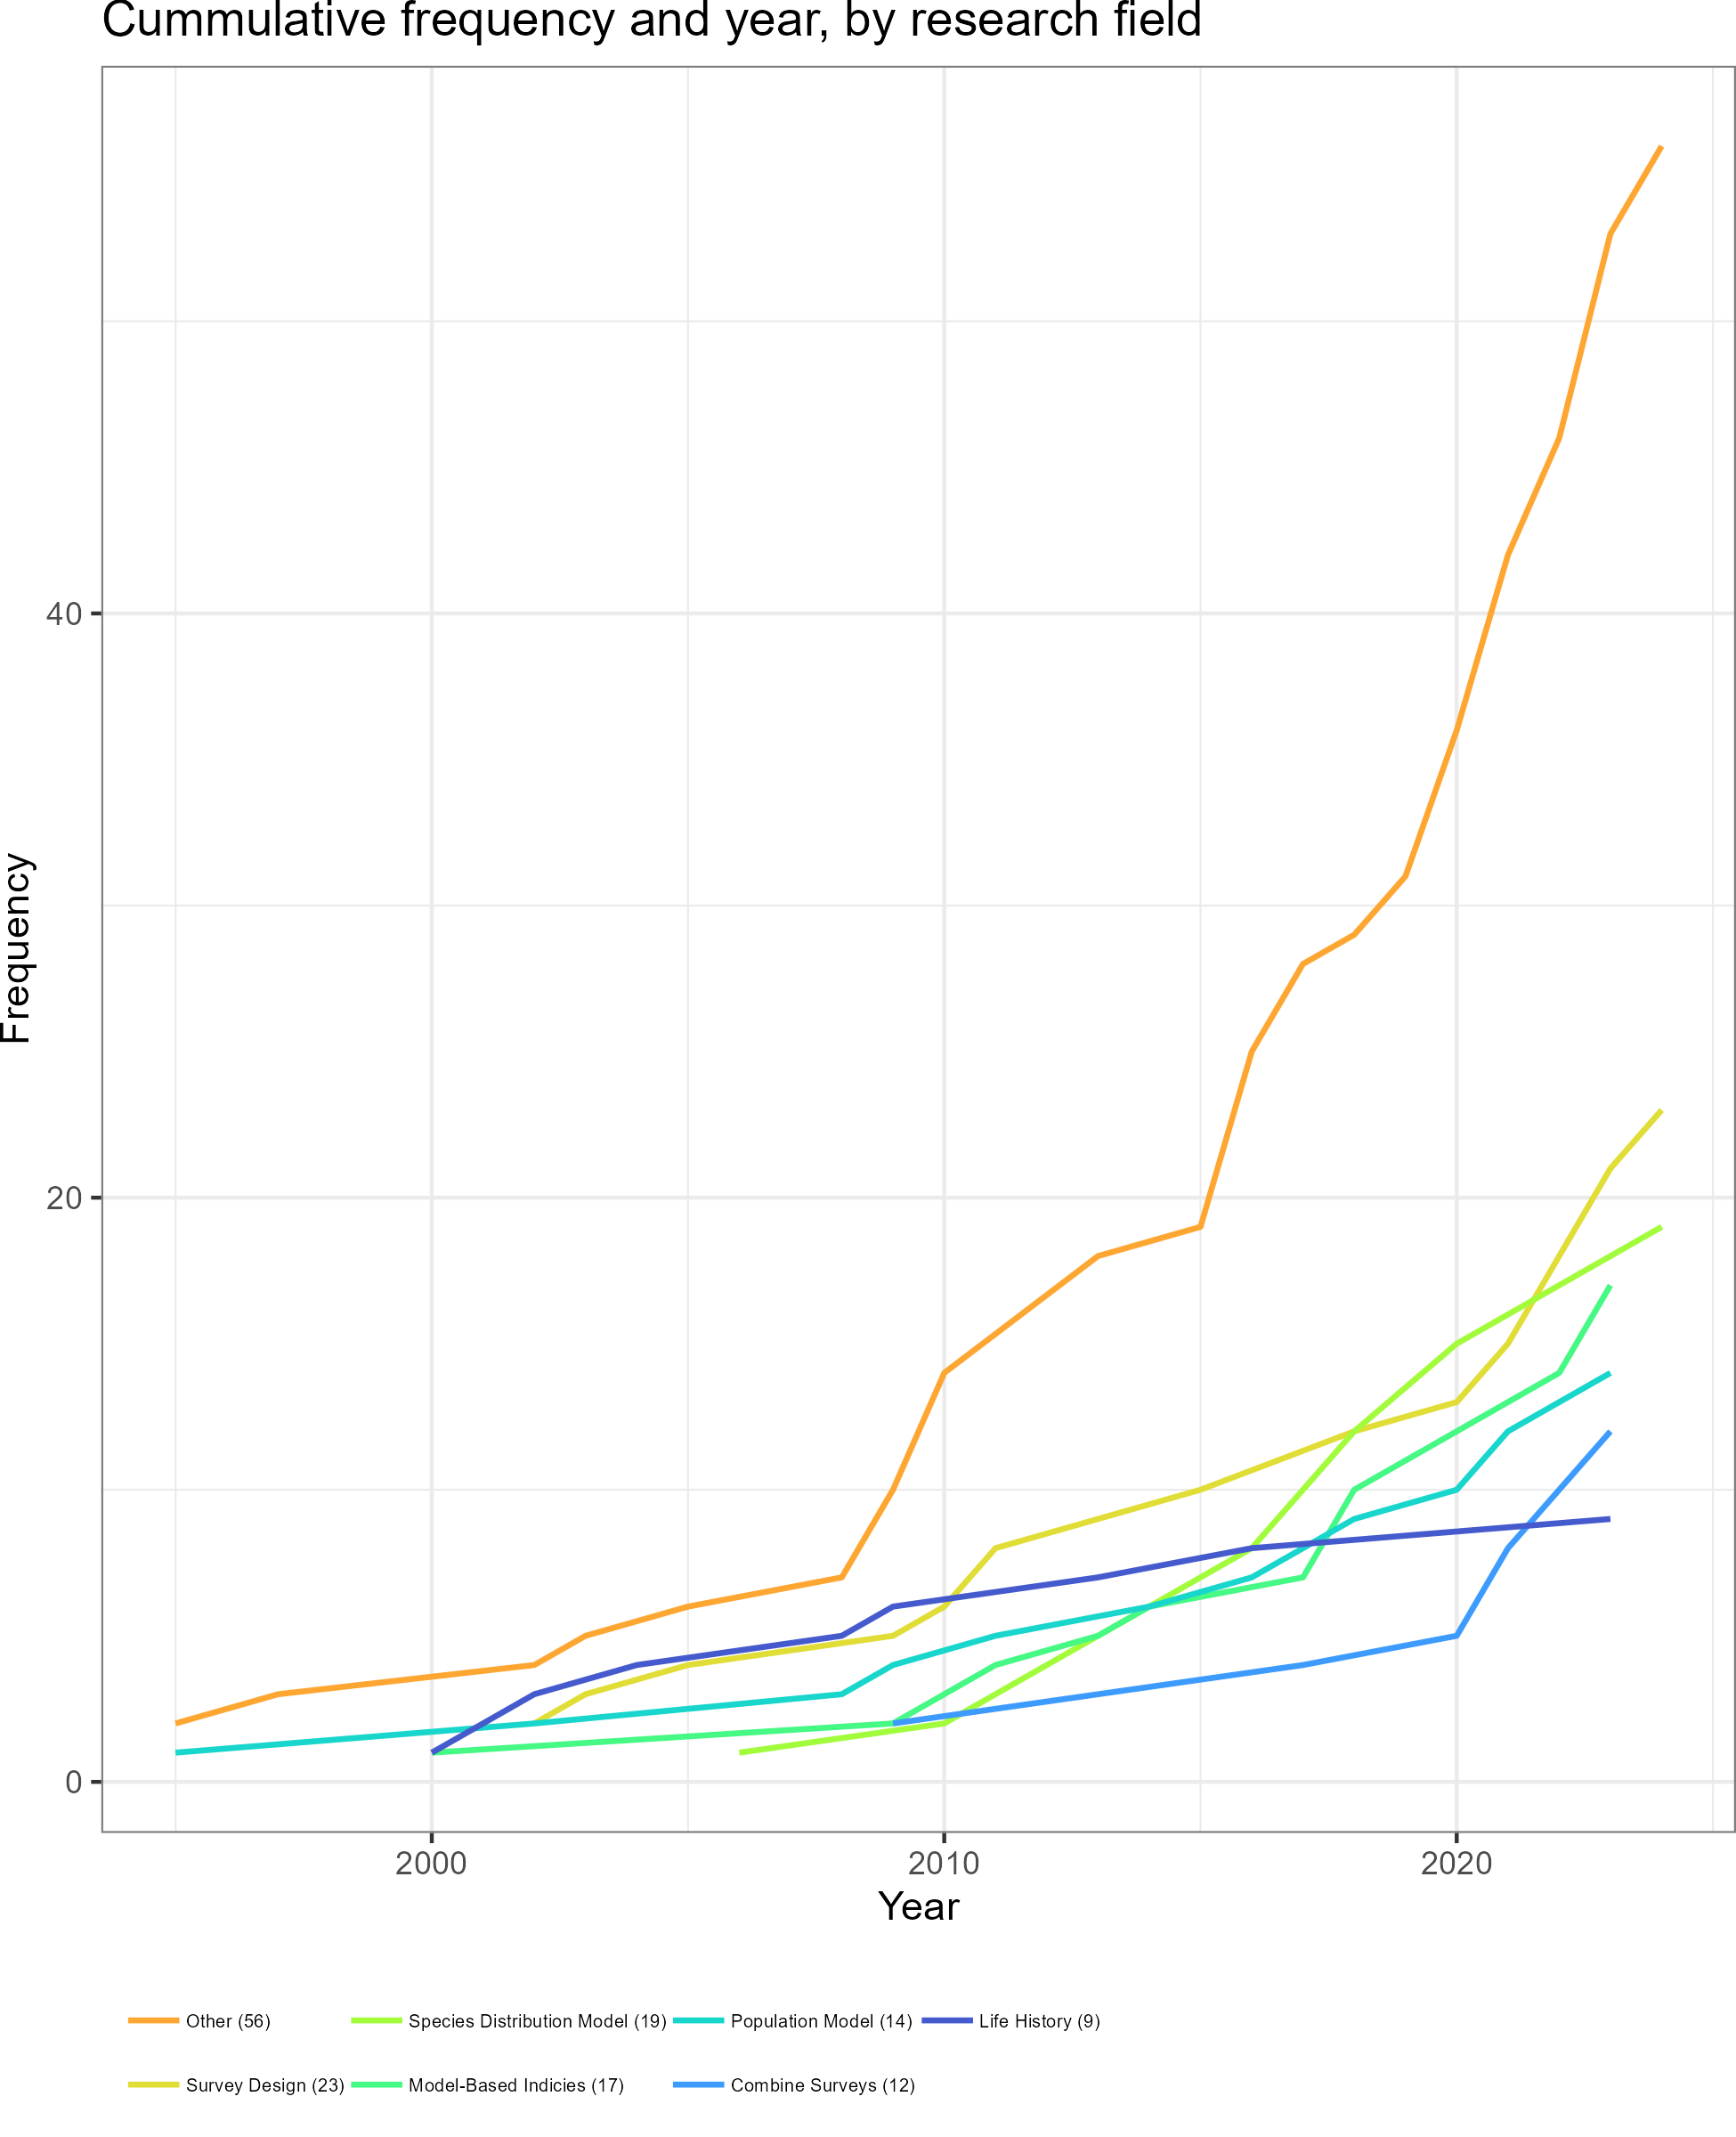 Cummulative frequency and year, by research field
Frequency
40
20
0
2000 2010 2020
Year
Other (56) Species Distribution Model (19) Population Model (14) Life History (9)
Survey Design (23) Model-Based Indicies (17) Combine Surveys (12)